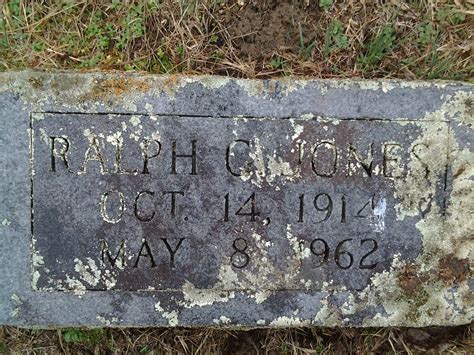 RALPH C. JONES
OCT. 14, 1914
MAY 8, 1962